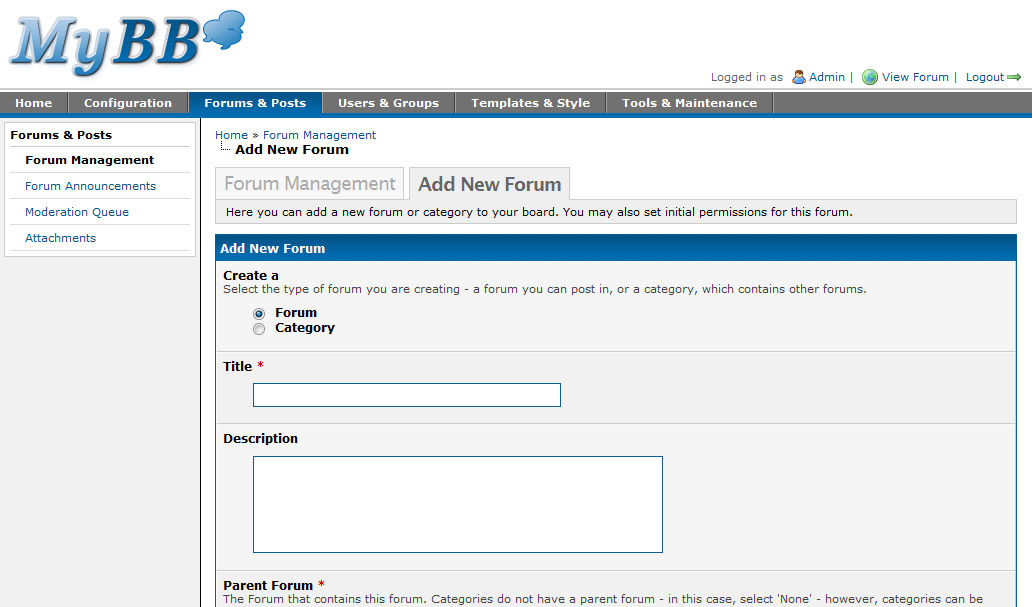 MyBB
Logged in as Admin | View Forum | Logout
Home Configuration Forums & Posts Users & Groups Templates & Style Tools & Maintenance
Forums & Posts
Forum Management
Forum Announcements
Moderation Queue
Attachments
Home » Forum Management
Add New Forum
Forum Management Add New Forum
Here you can add a new forum or category to your board. You may also set initial permissions for this forum.
Add New Forum
Create a
Select the type of forum you are creating - a forum you can post in, or a category, which contains other forums.
Forum
Category
Title *
Description
Parent Forum *
The Forum that contains this forum. Categories do not have a parent forum - in this case, select 'None' - however, categories can be